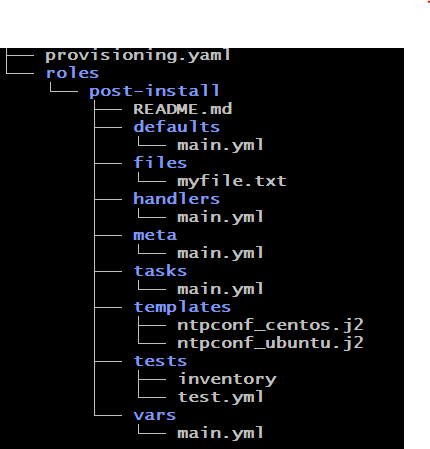 provisioning.yaml
roles
post-install
README.md
defaults
main.yml
files
myfile.txt
handlers
main.yml
meta
main.yml
tasks
main.yml
templates
ntpconf_centos.j2
ntpconf_ubuntu.j2
tests
inventory
test.yml
vars
main.yml